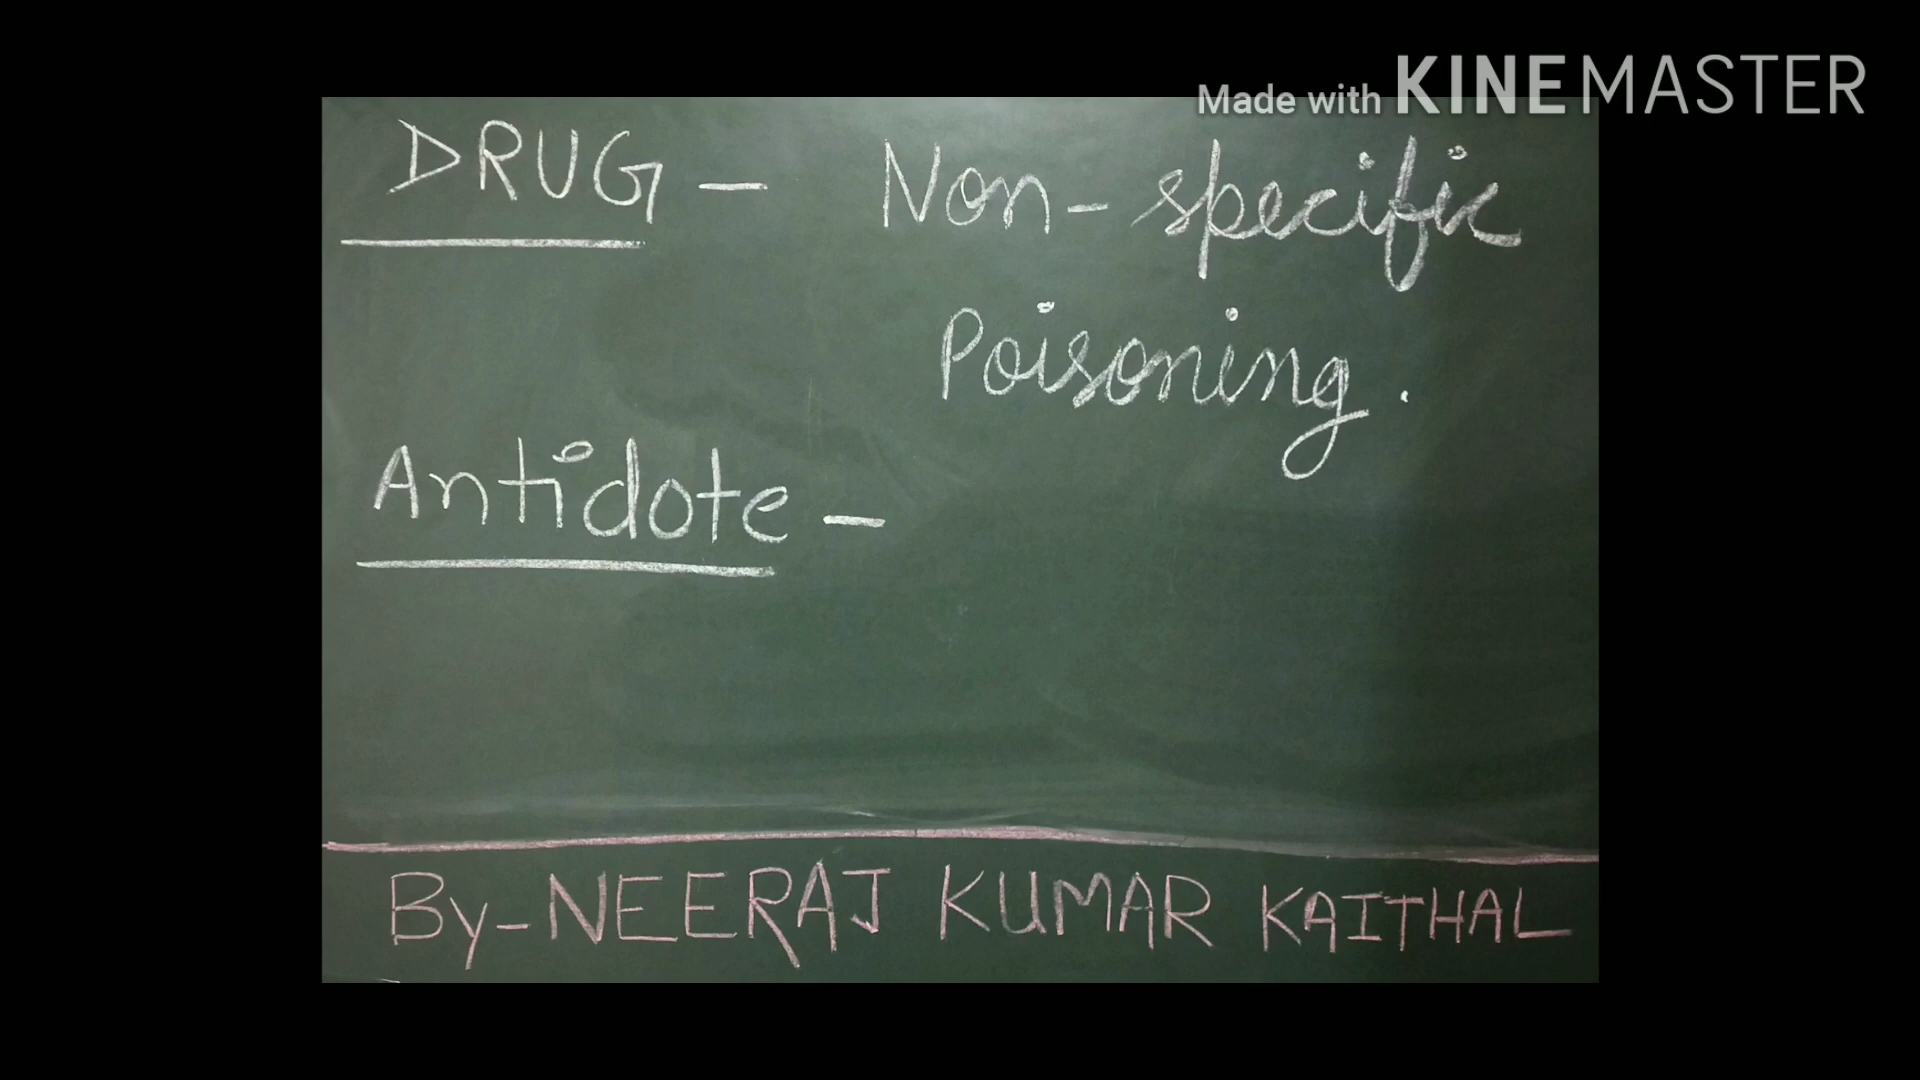 Made with KINEMASTER
DRUG - Non-specific
Poisoning.
Antidote -
By-NEERAJ KUMAR KAITHAL